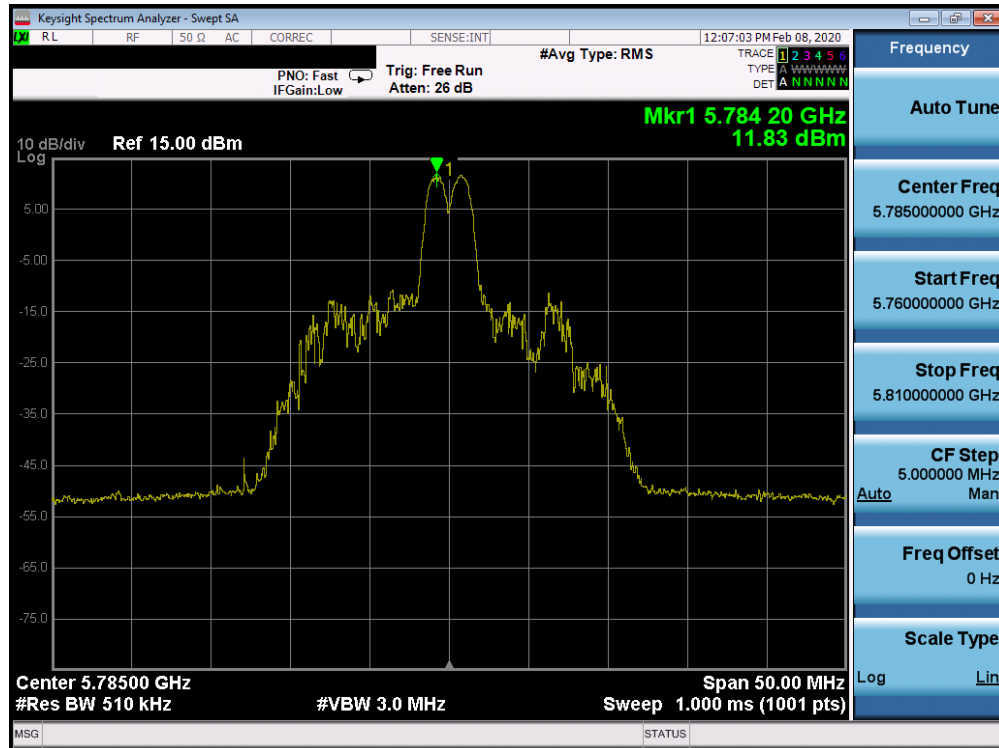 Keysight Spectrum Analyzer - Swept SA
LXI RL RF 50 Ω AC CORREC SENSE:INT 12:07:03 PM Feb 08, 2020
#Avg Type: RMS
TRACE 1 2 3 4 5 6
TYPE A WWWWW
DET A N N N N N
PNO: Fast
IFGain:Low
Trig: Free Run
Atten: 26 dB
Mkr1 5.784 20 GHz
11.83 dBm
10 dB/div
Log
Ref 15.00 dBm
1
5.00
-5.00
-15.0
-25.0
-35.0
-45.0
-55.0
-65.0
-75.0
Center 5.78500 GHz
Span 50.00 MHz
#Res BW 510 kHz
#VBW 3.0 MHz
Sweep 1.000 ms (1001 pts)
MSG
STATUS
Frequency
Auto Tune
Center Freq
5.785000000 GHz
Start Freq
5.760000000 GHz
Stop Freq
5.810000000 GHz
CF Step
5.000000 MHz
Auto Man
Freq Offset
0 Hz
Scale Type
Log Lin